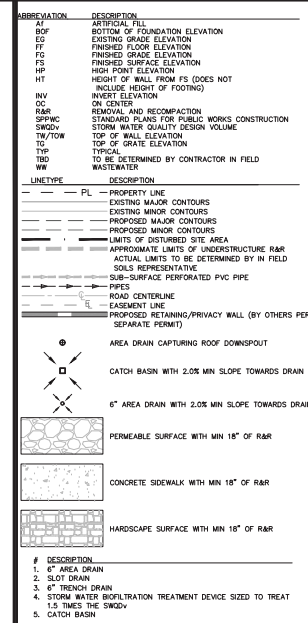 ABBREVIATION DESCRIPTION
Af ARTIFICIAL FILL
BOF BOTTOM OF FOUNDATION ELEVATION
EG EXISTING GRADE ELEVATION
FF FINISHED FLOOR ELEVATION
FG FINISHED GRADE ELEVATION
FS FINISHED SURFACE ELEVATION
HP HIGH POINT ELEVATION
HT HEIGHT OF WALL FROM FS (DOES NOT
INCLUDE HEIGHT OF FOOTING)
INV INVERT ELEVATION
OC ON CENTER
R&R REMOVAL AND RECOMPACTION
SPPWC STANDARD PLANS FOR PUBLIC WORKS CONSTRUCTION
SWQDv STORM WATER QUALITY DESIGN VOLUME
TW/TOW TOP OF WALL ELEVATION
TG TOP OF GRATE ELEVATION
TYP TYPICAL
TBD TO BE DETERMINED BY CONTRACTOR IN FIELD
WW WASTEWATER
LINETYPE DESCRIPTION
PL PROPERTY LINE
EXISTING MAJOR CONTOURS
EXISTING MINOR CONTOURS
PROPOSED MAJOR CONTOURS
PROPOSED MINOR CONTOURS
LIMITS OF DISTURBED SITE AREA
APPROXIMATE LIMITS OF UNDERSTRUCTURE R&R
ACTUAL LIMITS TO BE DETERMINED BY IN FIELD
SOILS REPRESENTATIVE
SUB-SURFACE PERFORATED PVC PIPE
PIPES
ROAD CENTERLINE
EASEMENT LINE
PROPOSED RETAINING/PRIVACY WALL (BY OTHERS PER
SEPARATE PERMIT)
AREA DRAIN CAPTURING ROOF DOWNSPOUT
CATCH BASIN WITH 2.0% MIN SLOPE TOWARDS DRAIN
6" AREA DRAIN WITH 2.0% MIN SLOPE TOWARDS DRAIN
PERMEABLE SURFACE WITH MIN 18" OF R&R
CONCRETE SIDEWALK WITH MIN 18" OF R&R
HARDSCAPE SURFACE WITH MIN 18" OF R&R
# DESCRIPTION
1. 6" AREA DRAIN
2. SLOT DRAIN
3. 6" TRENCH DRAIN
4. STORM WATER BIOFILTRATION TREATMENT DEVICE SIZED TO TREAT
1.5 TIMES THE SWQDv
5. CATCH BASIN